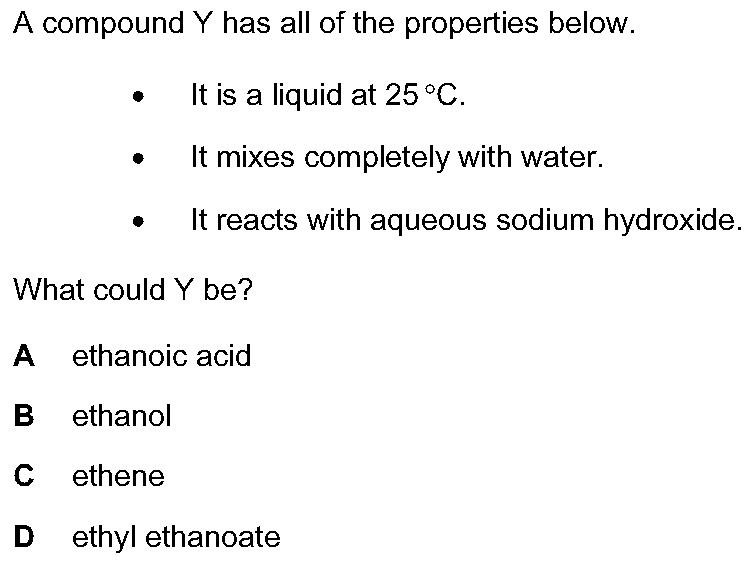 A compound Y has all of the properties below.
• It is a liquid at 25 °C.
• It mixes completely with water.
• It reacts with aqueous sodium hydroxide.
What could Y be?
A ethanoic acid
B ethanol
C ethene
D ethyl ethanoate